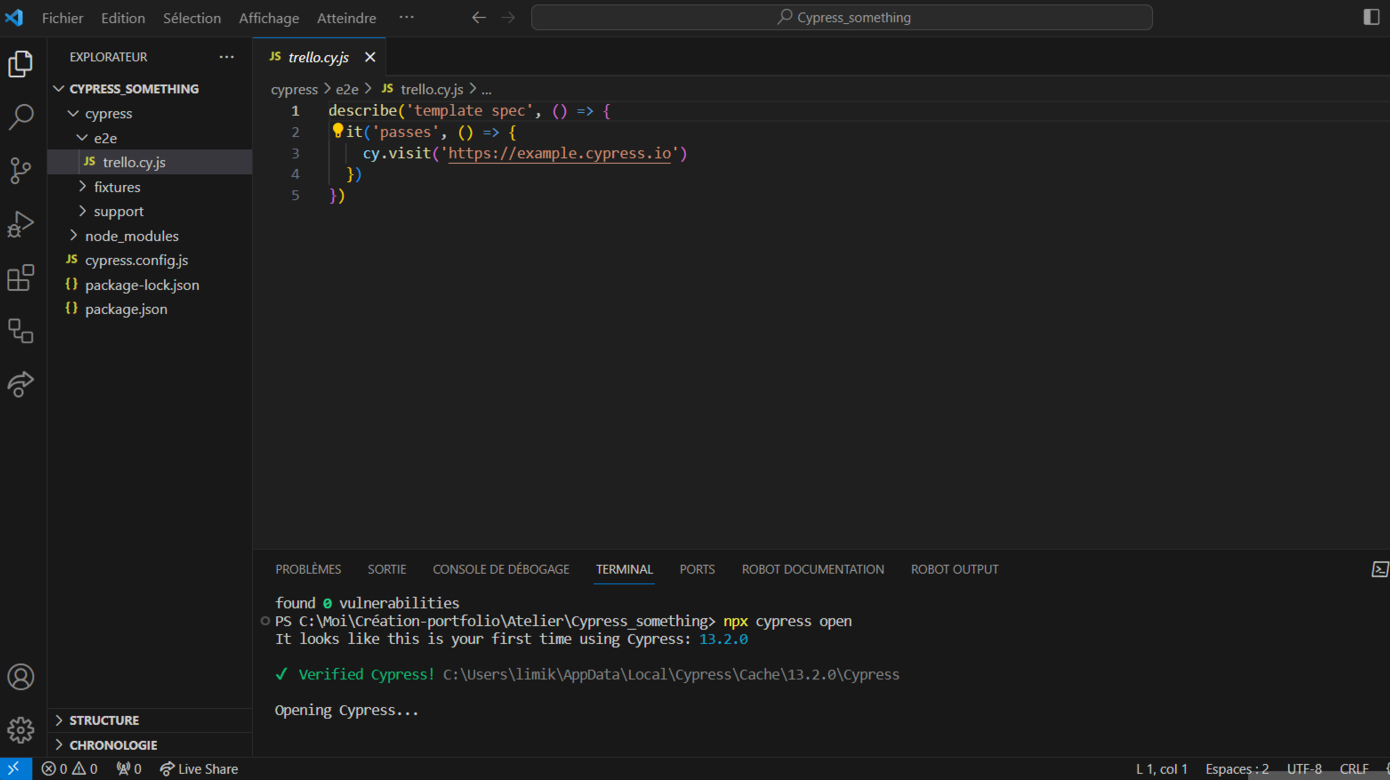 Fichier Edition Sélection Affichage Atteindre ... Cypress_something
EXPLORATEUR ...
CYPRESS_SOMETHING
cypress
e2e
JS trello.cy.js
fixtures
support
node_modules
JS cypress.config.js
{} package-lock.json
{} package.json
STRUCTURE
CHRONOLOGIE
JS trello.cy.js
cypress > e2e > JS trello.cy.js > ...
1 describe('template spec', () => {
2 it('passes', () => {
3 cy.visit('https://example.cypress.io')
4 })
5 })
PROBLÈMES SORTIE CONSOLE DE DÉBOGAGE TERMINAL PORTS ROBOT DOCUMENTATION ROBOT OUTPUT
found 0 vulnerabilities
PS C:\Moi\Création-portfolio\Atelier\Cypress_something> npx cypress open
It looks like this is your first time using Cypress: 13.2.0
✓ Verified Cypress! C:\Users\limik\AppData\Local\Cypress\Cache\13.2.0\Cypress
Opening Cypress...
0 0 0 Live Share L 1, col 1 Espaces : 2 UTF-8 CRLF